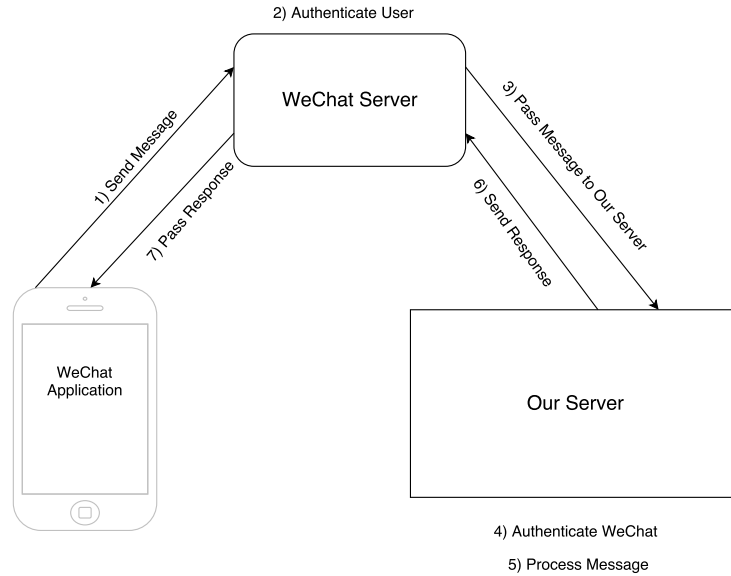 2) Authenticate User
WeChat Server
1) Send Message
7) Pass Response
3) Pass Message to Our Server
6) Send Response
WeChat
Application
Our Server
4) Authenticate WeChat
5) Process Message